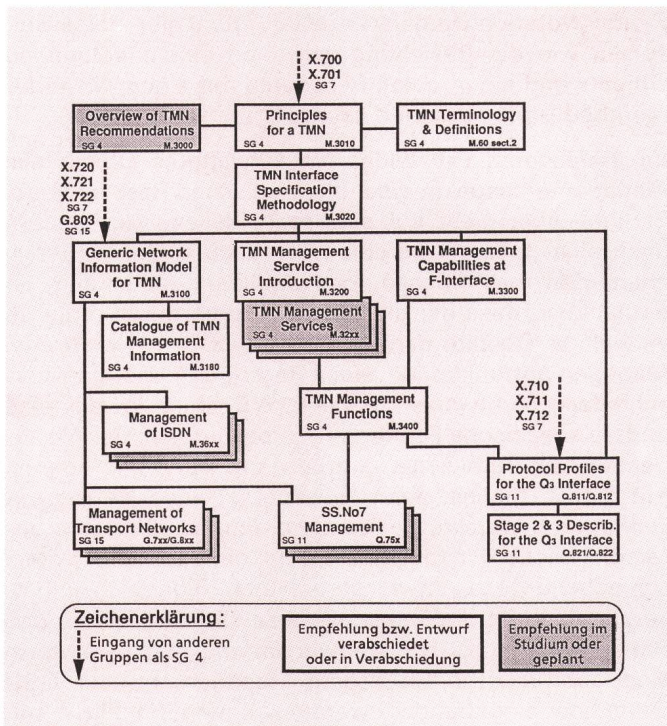 X.700
X.701
SG 7
Overview of TMN
Recommendations
SG 4 M.3000
Principles
for a TMN
SG 4 M.3010
TMN Terminology
& Definitions
SG 4 M.60 sect.2
TMN Interface
Specification
Methodology
SG 4 M.3020
X.720
X.721
X.722
SG 7
G.803
SG 15
Generic Network
Information Model
for TMN
SG 4 M.3100
TMN Management
Service
Introduction
SG 4 M.3200
TMN Management
Capabilities at
F-Interface
SG 4 M.3300
TMN Management
Services
SG 4 M.32xx
Catalogue of TMN
Management
Information
SG 4 M.3180
Management
of ISDN
SG 4 M.36xx
TMN Management
Functions
SG 4 M.3400
X.710
X.711
X.712
SG 7
Protocol Profiles
for the Q3 Interface
SG 11 Q.811/Q.812
Management of
Transport Networks
SG 15 G.7xx/G.8xx
SS.No7
Management
SG 11 Q.75x
Stage 2 & 3 Describ.
for the Q3 Interface
SG 11 Q.821/Q.822
Zeichenerklärung:
Eingang von anderen
Gruppen als SG 4
Empfehlung bzw. Entwurf
verabschiedet
oder in Verabschiedung
Empfehlung im
Studium oder
geplant